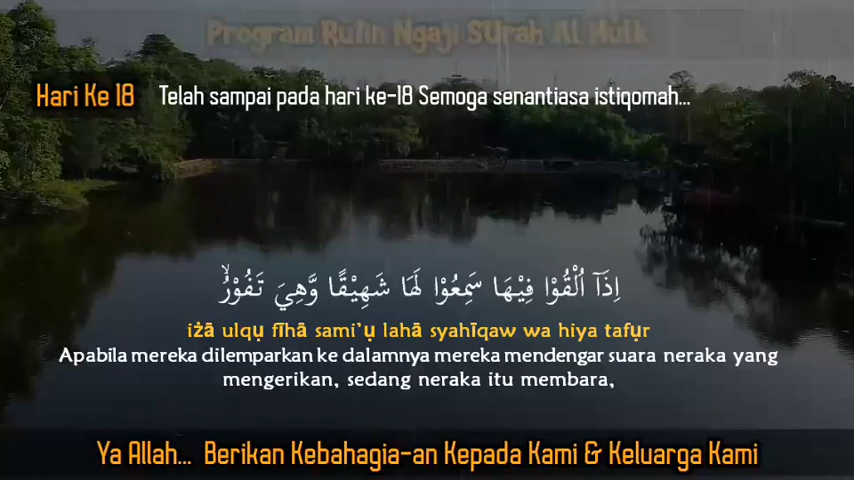 Program Rutin Ngaji SUrah Al Mulk
Hari Ke 18 Telah sampai pada hari ke-18 Semoga senantiasa istiqomah...
اِذَآ اُلْقُوْا فِيْهَا سَمِعُوْا لَهَا شَهِيْقًا وَّهِيَ تَفُوْرُۙ
iżā ulqụ fīhā sami'ụ lahā syahīqaw wa hiya tafụr
Apabila mereka dilemparkan ke dalamnya mereka mendengar suara neraka yang
mengerikan, sedang neraka itu membara,
Ya Allah... Berikan Kebahagia-an Kepada Kami & Keluarga Kami